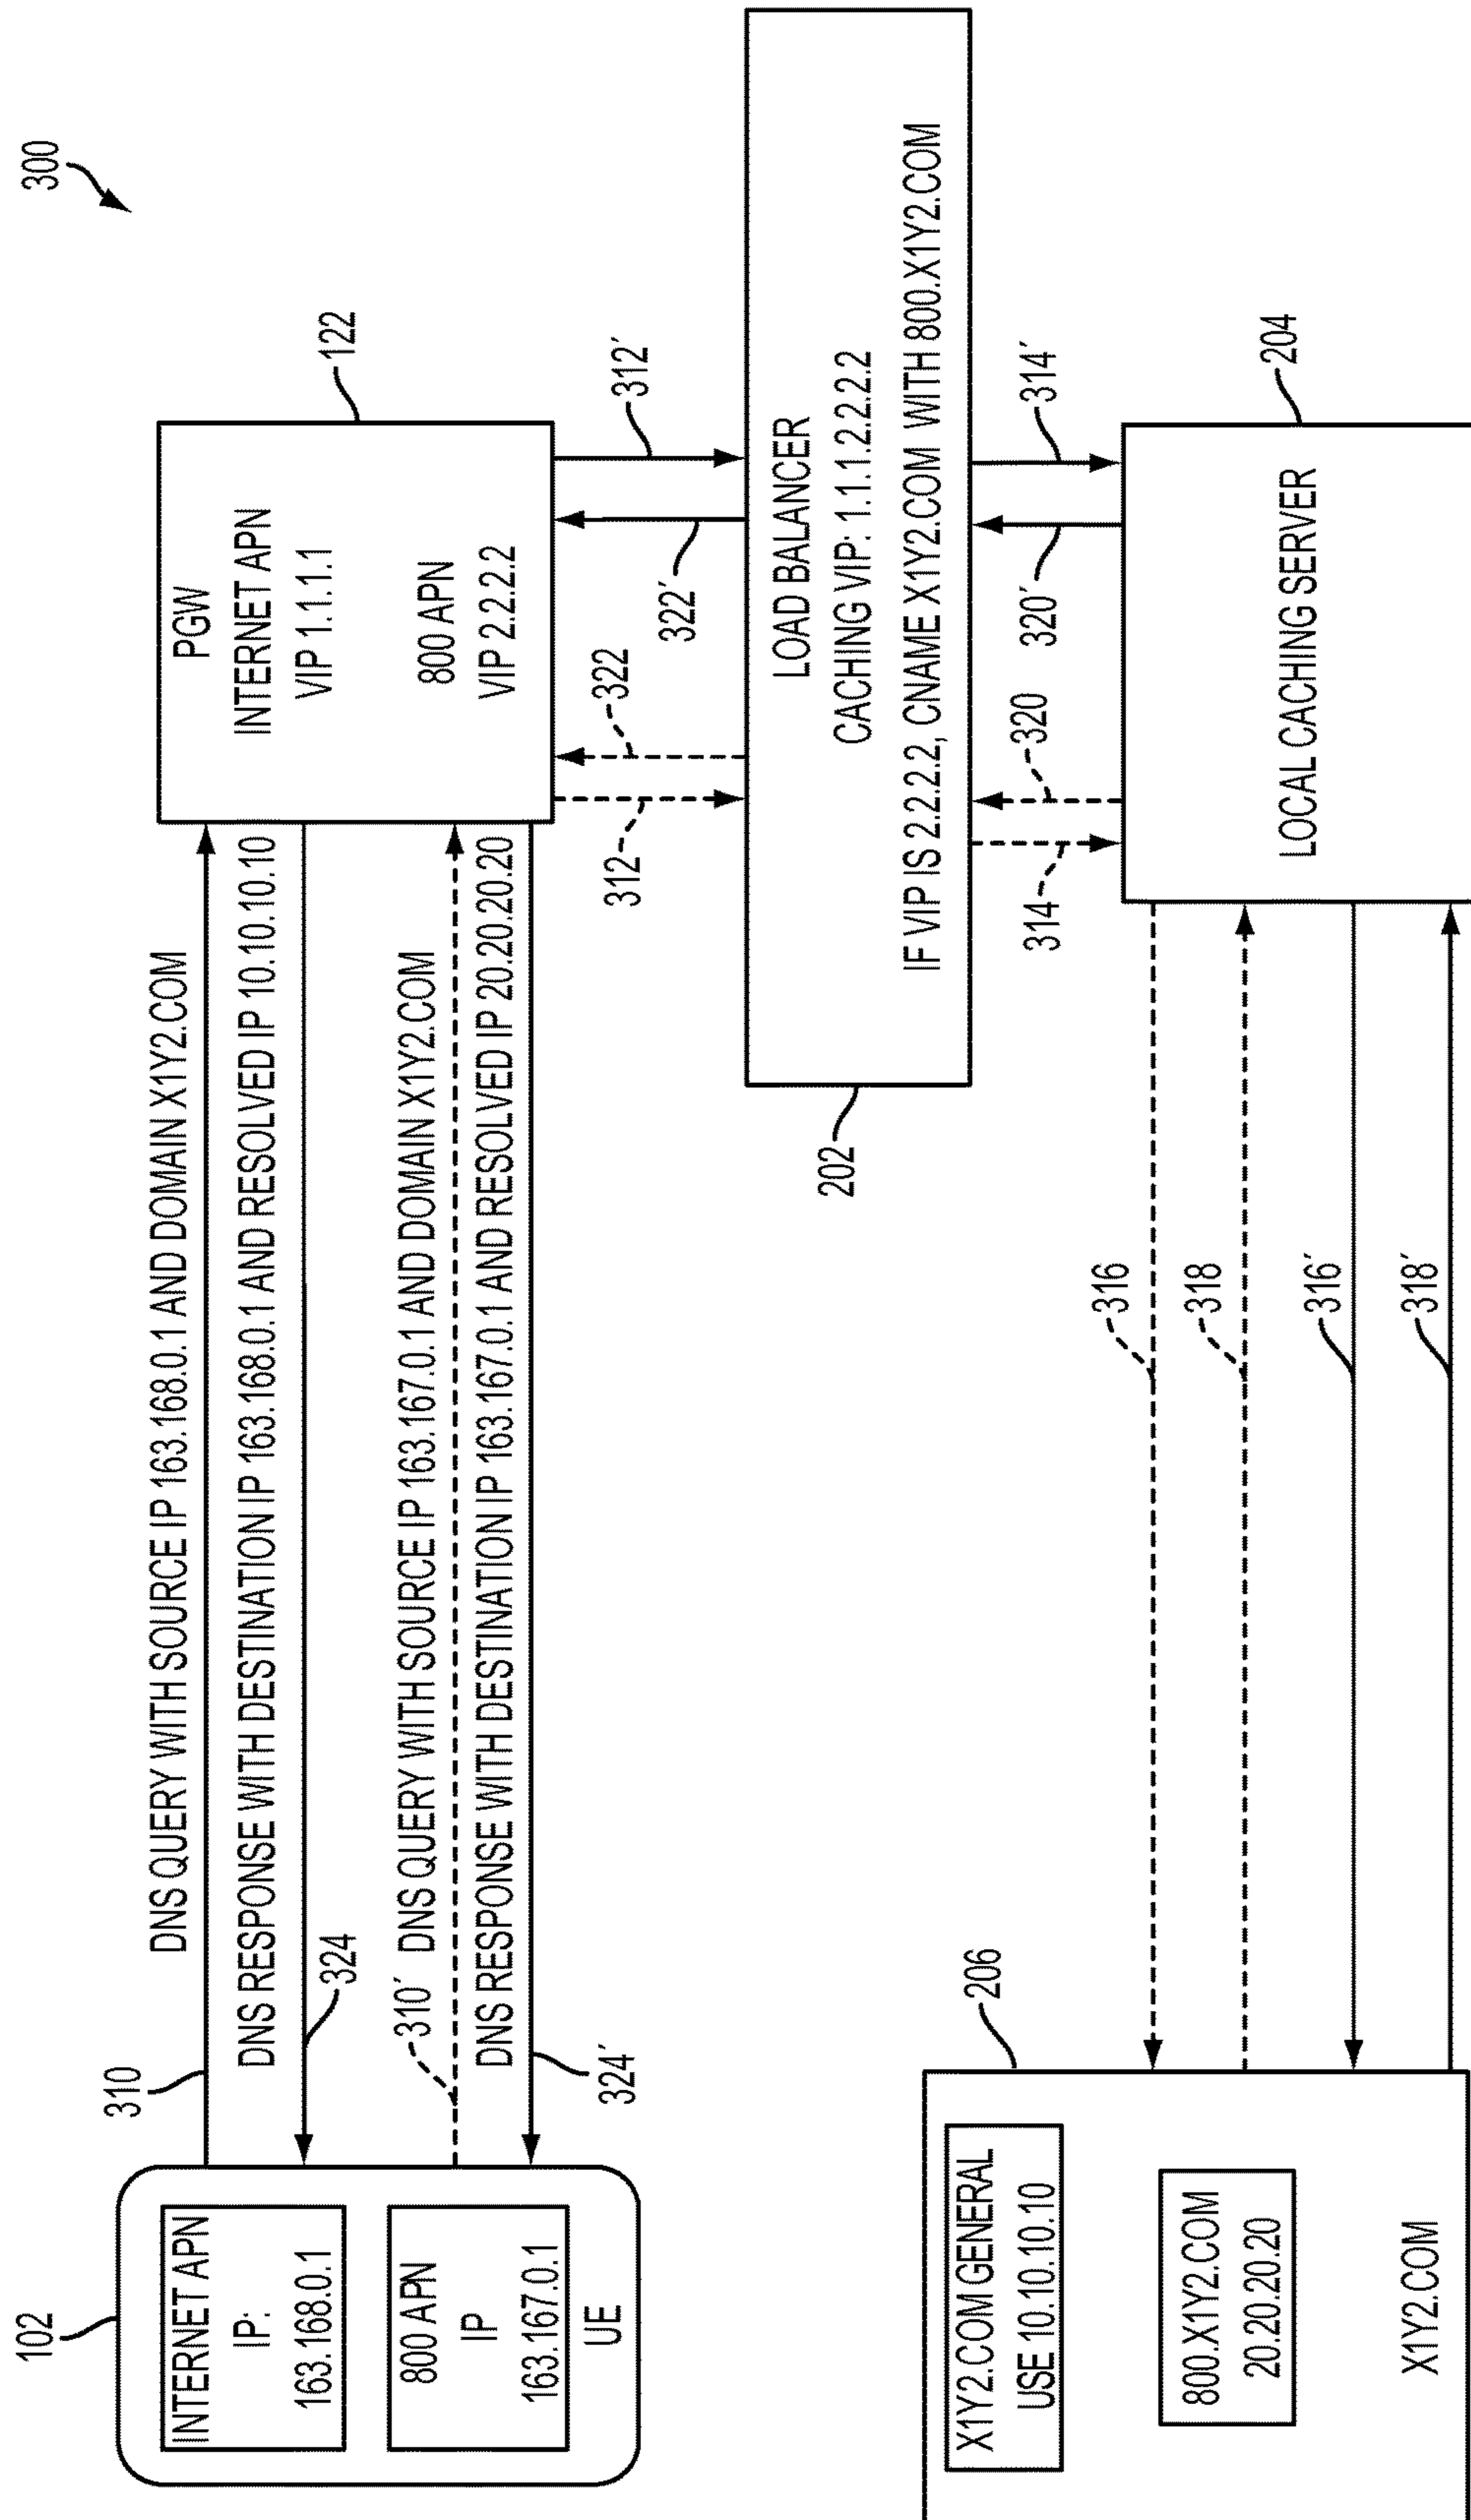 300
102
INTERNET APN
IP:
163.168.0.1
800 APN
IP
163.167.0.1
UE
310
DNS QUERY WITH SOURCE IP 163.168.0.1 AND DOMAIN X1Y2.COM
DNS RESPONSE WITH DESTINATION IP 163.168.0.1 AND RESOLVED IP 10.10.10.10
324
310′
DNS QUERY WITH SOURCE IP 163.167.0.1 AND DOMAIN X1Y2.COM
DNS RESPONSE WITH DESTINATION IP 163.167.0.1 AND RESOLVED IP 20.20.20.20
324′
PGW
INTERNET APN
VIP 1.1.1.1
800 APN
VIP 2.2.2.2
122
312
322
322′
312′
202
LOAD BALANCER
CACHING VIP: 1.1.1.2.2.2.2
IF VIP IS 2.2.2.2, CNAME X1Y2.COM WITH 800.X1Y2.COM
314
320
320′
314′
204
LOCAL CACHING SERVER
316
318
316′
318′
206
X1Y2.COM GENERAL
USE 10.10.10.10
800.X1Y2.COM
20.20.20.20
X1Y2.COM